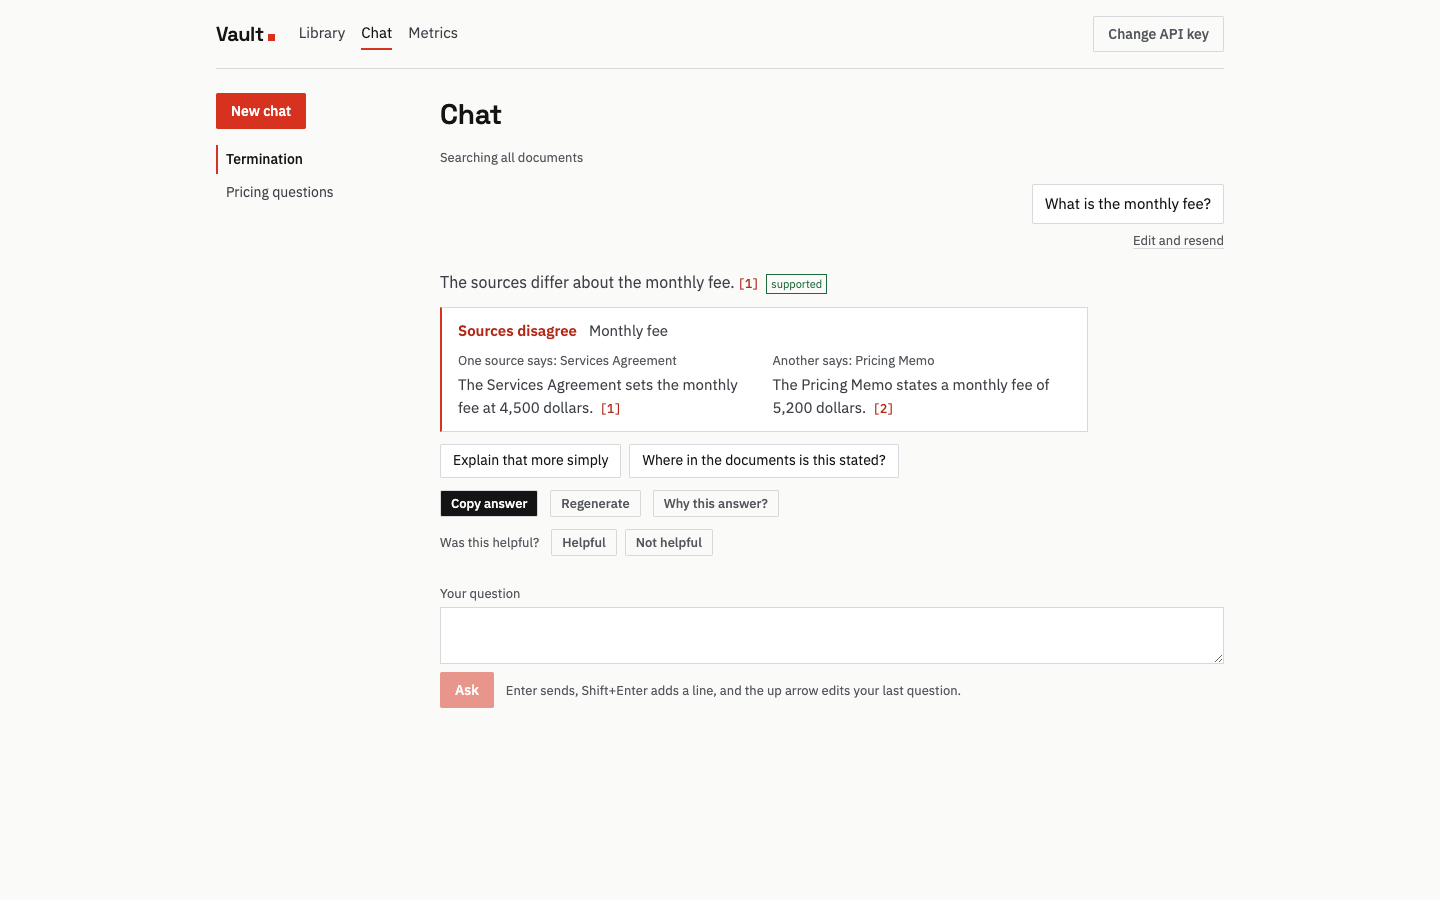 Vault
Library
Chat
Metrics
Change API key
New chat
Termination
Pricing questions
Chat
Searching all documents
What is the monthly fee?
Edit and resend
The sources differ about the monthly fee. [1] supported
Sources disagree Monthly fee
One source says: Services Agreement
The Services Agreement sets the monthly
fee at 4,500 dollars. [1]
Another says: Pricing Memo
The Pricing Memo states a monthly fee of
5,200 dollars. [2]
Explain that more simply
Where in the documents is this stated?
Copy answer
Regenerate
Why this answer?
Was this helpful?
Helpful
Not helpful
Your question
Ask
Enter sends, Shift+Enter adds a line, and the up arrow edits your last question.